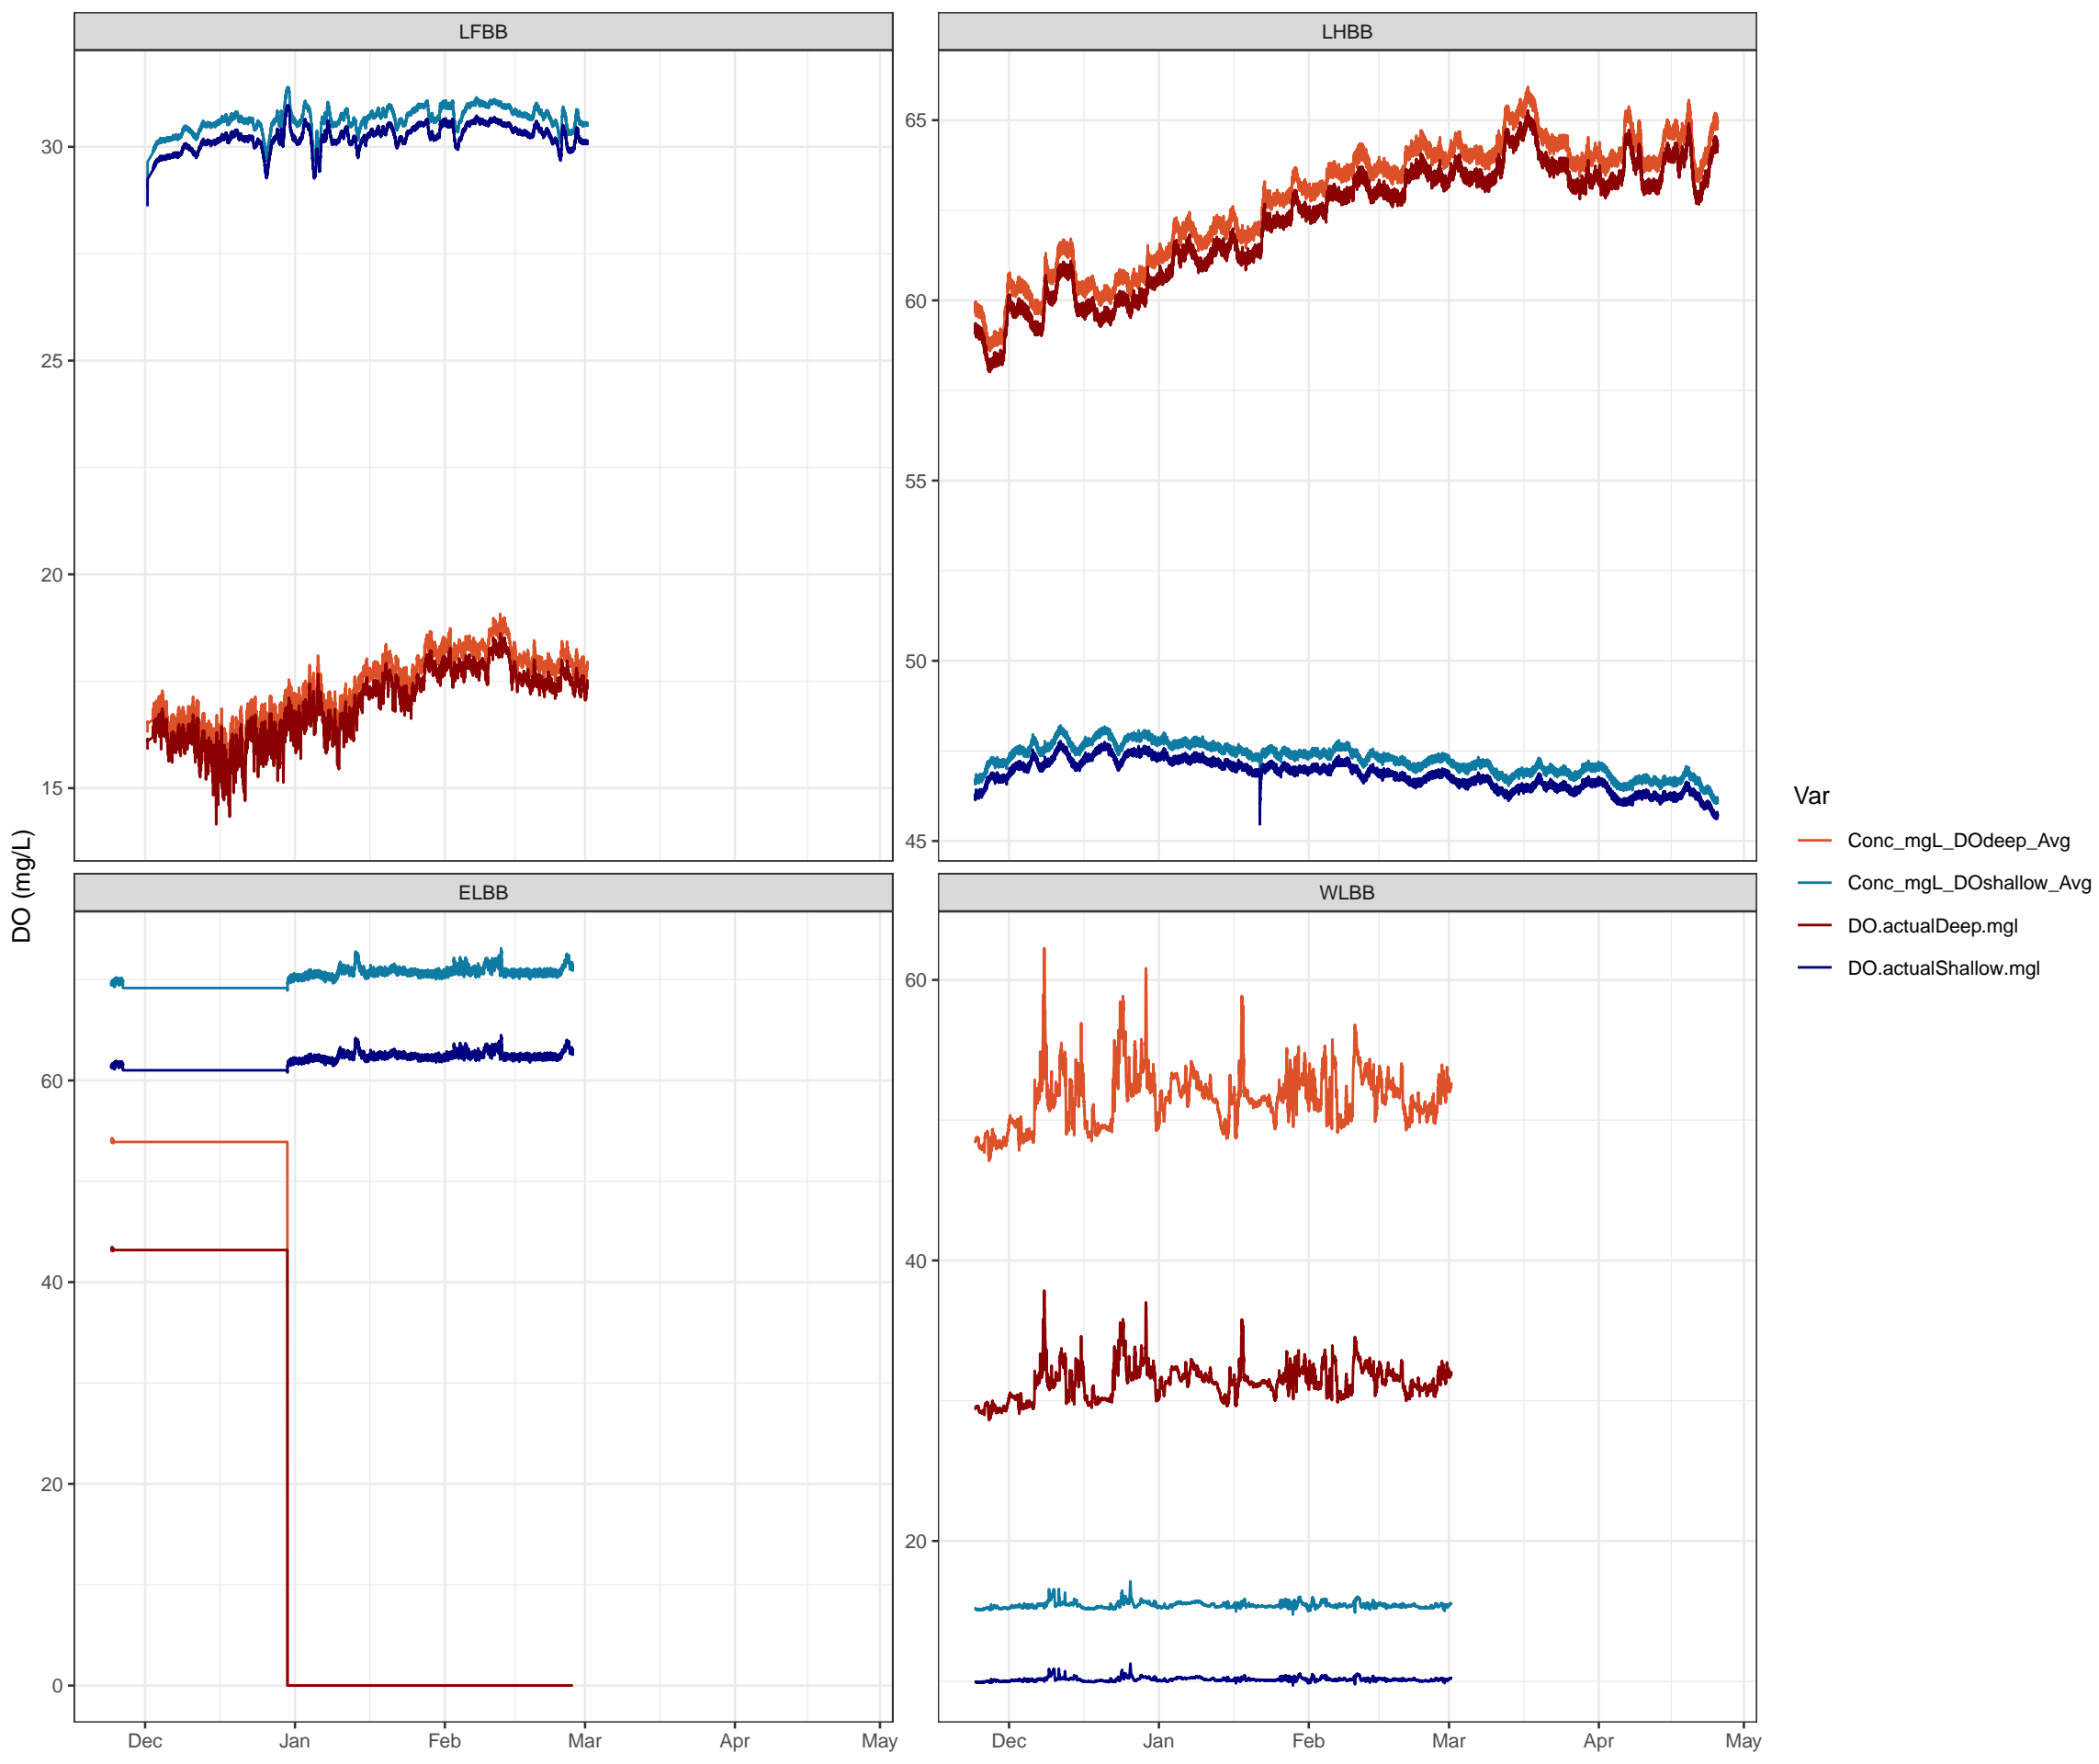 LFBB
LHBB
30
25
20
15
65
60
55
50
45
DO (mg/L)
ELBB
WLBB
60
40
20
0
60
40
20
Dec Jan Feb Mar Apr May
Dec Jan Feb Mar Apr May
Var
Conc_mgL_DOdeep_Avg
Conc_mgL_DOshallow_Avg
DO.actualDeep.mgl
DO.actualShallow.mgl